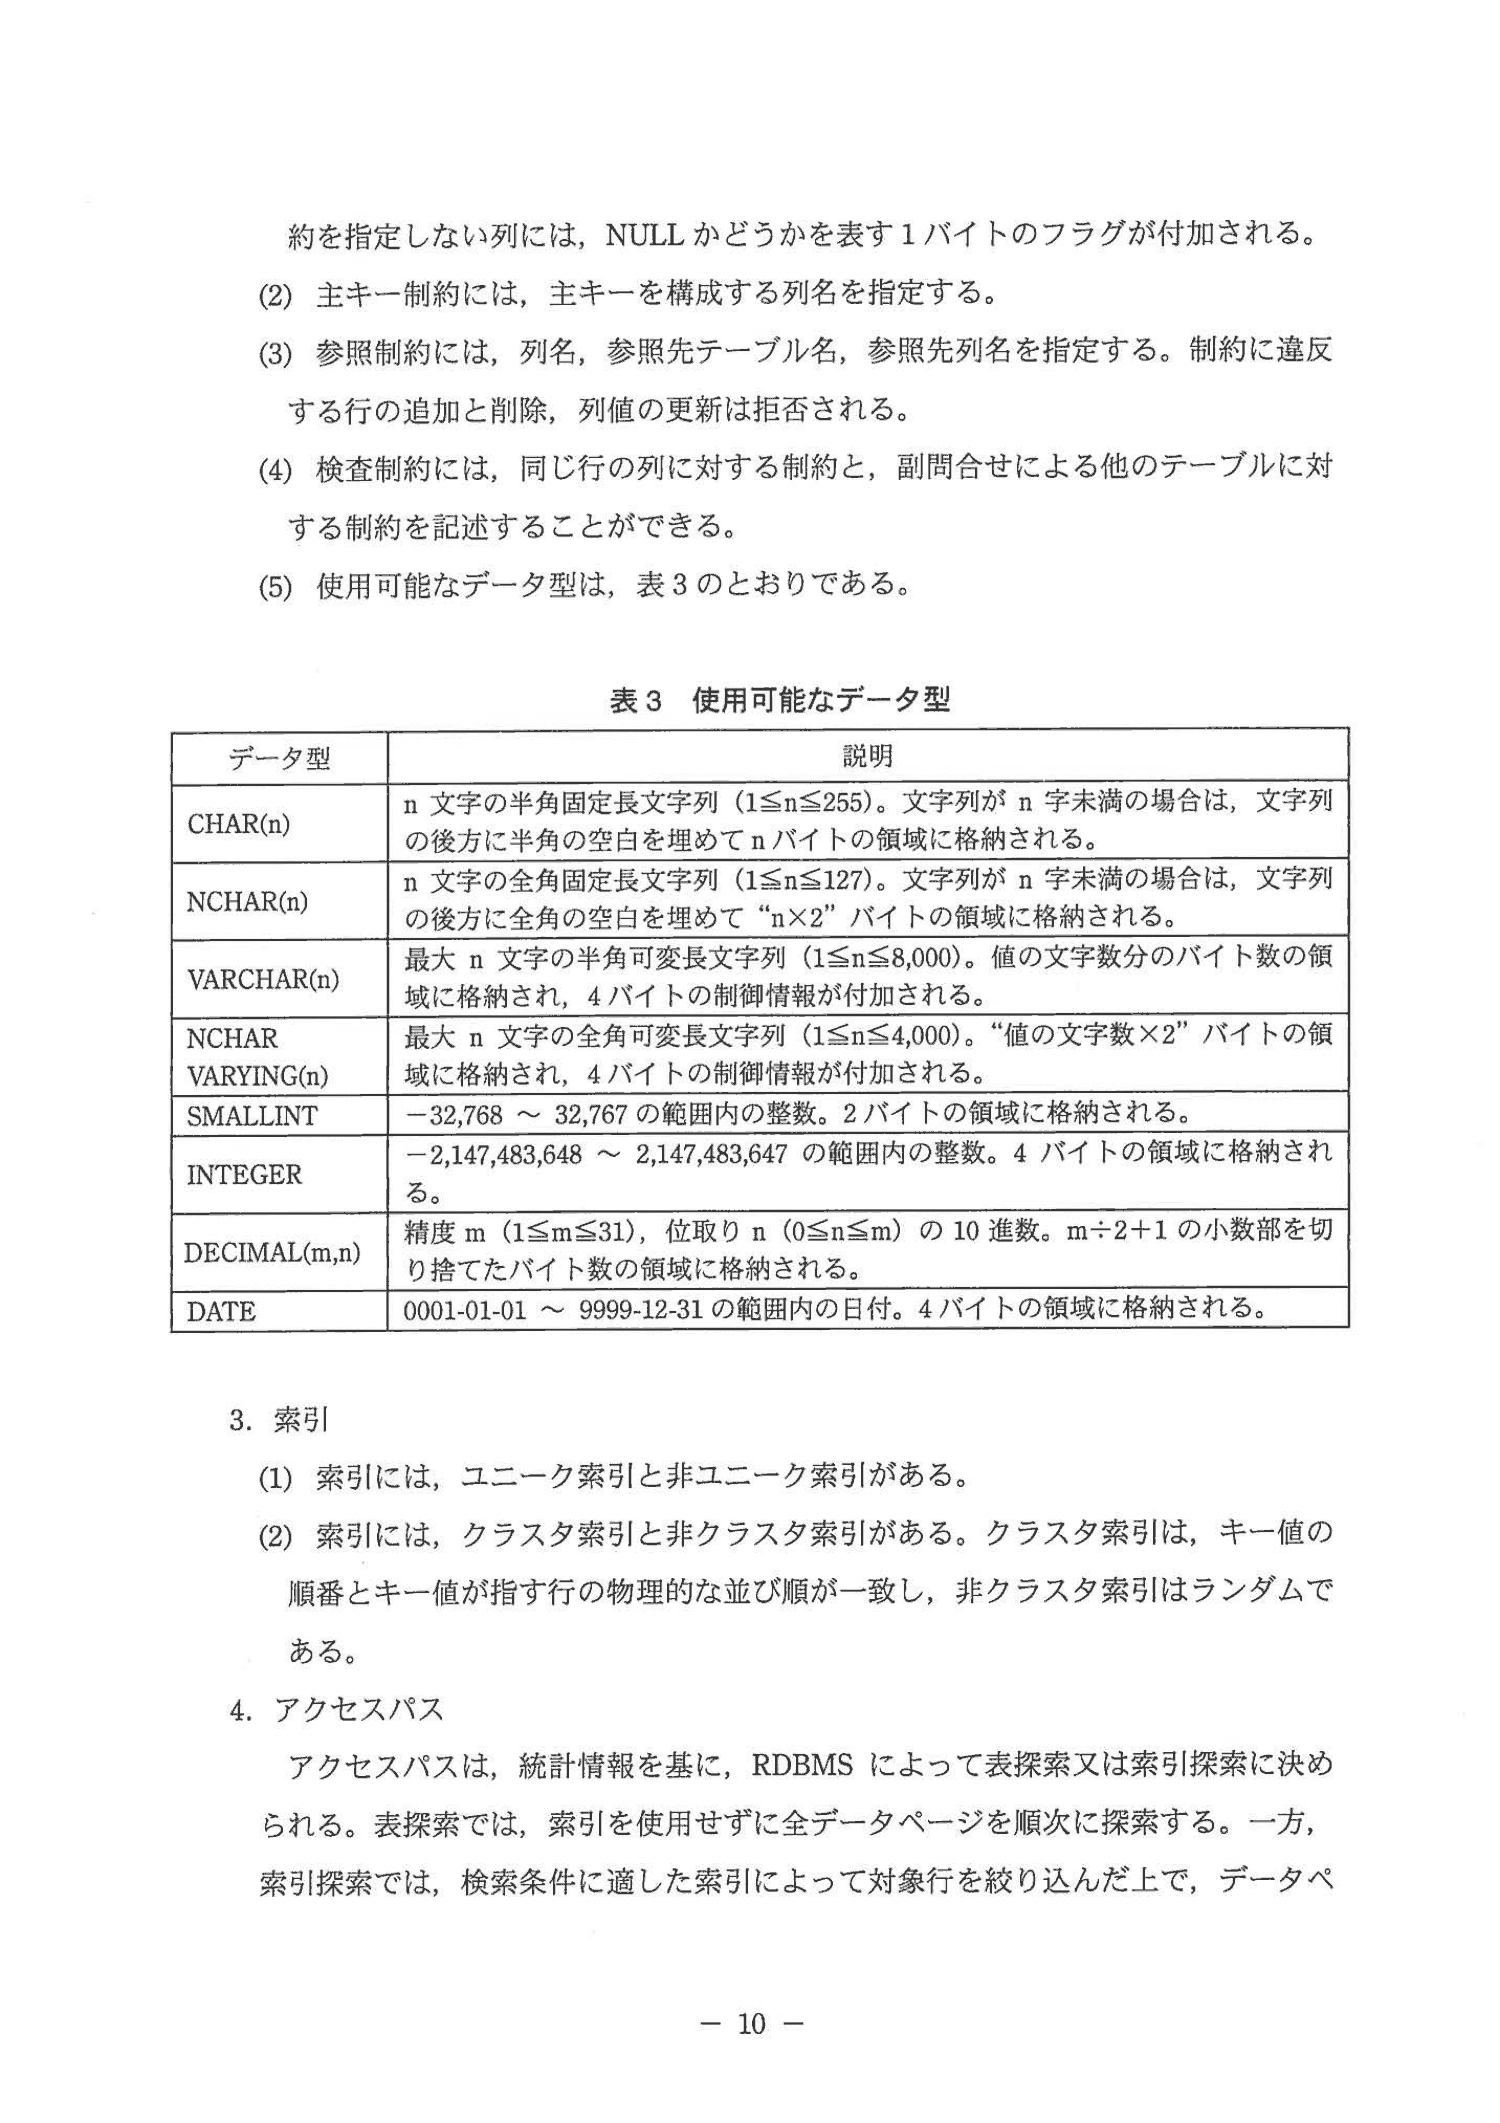 約を指定しない列には，NULL かどうかを表す 1 バイトのフラグが付加される。
(2) 主キー制約には，主キーを構成する列名を指定する。
(3) 参照制約には，列名，参照先テーブル名，参照先列名を指定する。制約に違反
する行の追加と削除，列値の更新は拒否される。
(4) 検査制約には，同じ行の列に対する制約と，副問合せによる他のテーブルに対
する制約を記述することができる。
(5) 使用可能なデータ型は，表 3 のとおりである。
表 3 使用可能なデータ型
データ型 説明
CHAR(n) n 文字の半角固定長文字列（1≦n≦255）。文字列が n 字未満の場合は，文字列
の後方に半角の空白を埋めて n バイトの領域に格納される。
NCHAR(n) n 文字の全角固定長文字列（1≦n≦127）。文字列が n 字未満の場合は，文字列
の後方に全角の空白を埋めて “n×2” バイトの領域に格納される。
VARCHAR(n) 最大 n 文字の半角可変長文字列（1≦n≦8,000）。値の文字数分のバイト数の領
域に格納され，4 バイトの制御情報が付加される。
NCHAR VARYING(n) 最大 n 文字の全角可変長文字列（1≦n≦4,000）。“値の文字数×2” バイトの領
域に格納され，4 バイトの制御情報が付加される。
SMALLINT －32,768 ～ 32,767 の範囲内の整数。2 バイトの領域に格納される。
INTEGER －2,147,483,648 ～ 2,147,483,647 の範囲内の整数。4 バイトの領域に格納され
る。
DECIMAL(m,n) 精度 m（1≦m≦31），位取り n（0≦n≦m）の 10 進数。m÷2+1 の小数部を切
り捨てたバイト数の領域に格納される。
DATE 0001-01-01 ～ 9999-12-31 の範囲内の日付。4 バイトの領域に格納される。
3. 索引
(1) 索引には，ユニーク索引と非ユニーク索引がある。
(2) 索引には，クラスタ索引と非クラスタ索引がある。クラスタ索引は，キー値の
順番とキー値が指す行の物理的な並び順が一致し，非クラスタ索引はランダムで
ある。
4. アクセスパス
アクセスパスは，統計情報を基に，RDBMS によって表探索又は索引探索に決め
られる。表探索では，索引を使用せずに全データページを順次に探索する。一方，
索引探索では，検索条件に適した索引によって対象行を絞り込んだ上で，データペ
－ 10 －